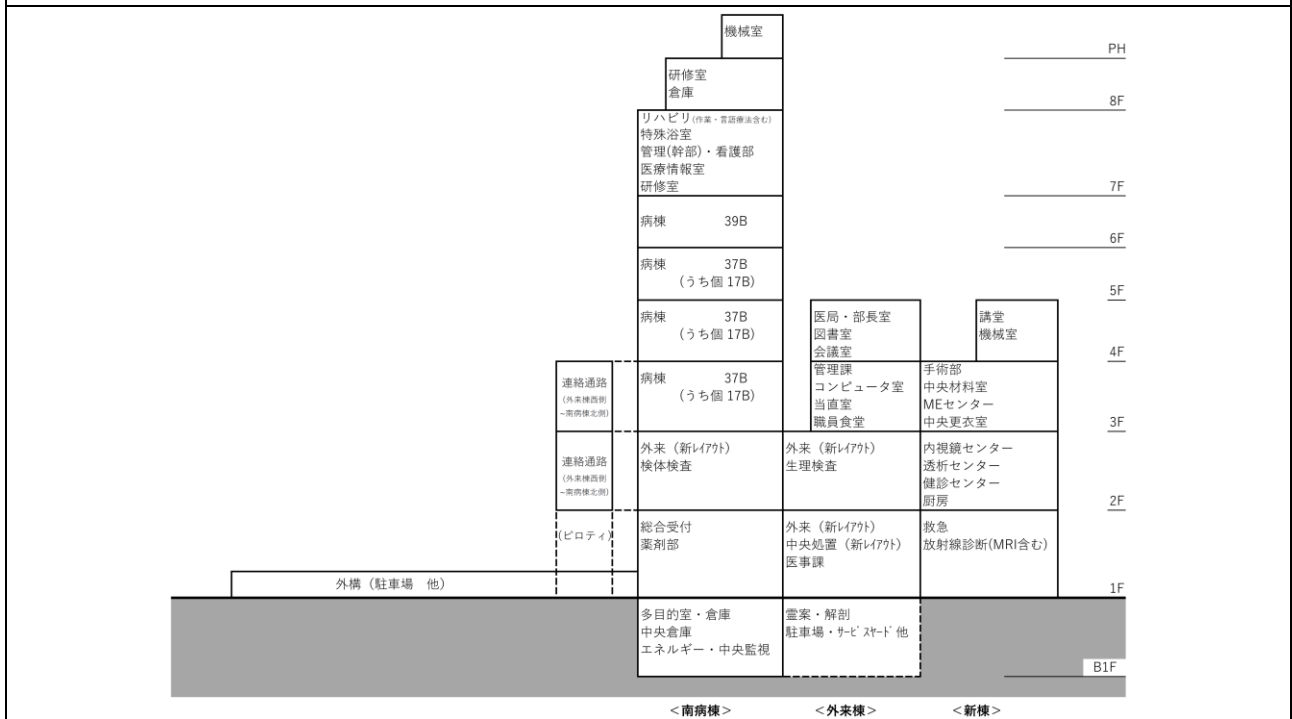 機械室
PH
研修室
倉庫
8F
リハビリ(作業・言語療法含む)
特殊浴室
管理(幹部)・看護部
医療情報室
研修室
7F
病棟 39B
6F
病棟 37B
(うち個 17B)
5F
病棟 37B
(うち個 17B)
医局・部長室
図書室
会議室
講堂
機械室
4F
連絡通路
(外来棟西側
~南病棟北側)
病棟 37B
(うち個 17B)
管理課
コンピュータ室
当直室
職員食堂
手術部
中央材料室
MEセンター
中央更衣室
3F
連絡通路
(外来棟西側
~南病棟北側)
外来(新ﾚｲｱｳﾄ)
検体検査
外来(新ﾚｲｱｳﾄ)
生理検査
内視鏡センター
透析センター
健診センター
厨房
2F
(ピロティ)
総合受付
薬剤部
外来(新ﾚｲｱｳﾄ)
中央処置(新ﾚｲｱｳﾄ)
医事課
救急
放射線診断(MRI含む)
外構(駐車場 他)
1F
多目的室・倉庫
中央倉庫
エネルギー・中央監視
霊案・解剖
駐車場・ｻｰﾋﾞｽﾔｰﾄﾞ他
B1F
<南病棟>
<外来棟>
<新棟>